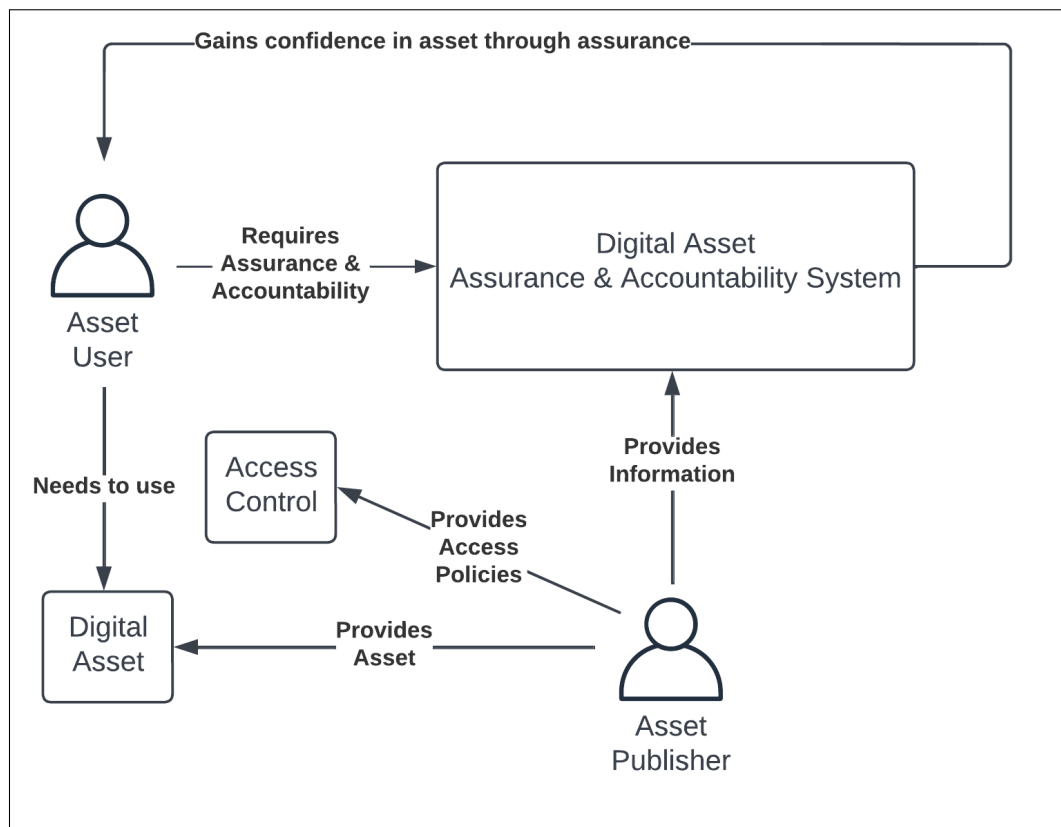 Gains confidence in asset through assurance
Requires
Assurance &
Accountability
Digital Asset
Assurance & Accountability System
Asset
User
Access
Control
Provides
Information
Needs to use
Provides
Access
Policies
Digital
Asset
Provides
Asset
Asset
Publisher